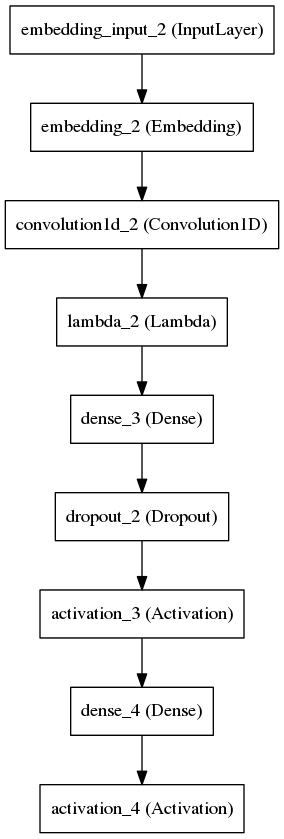 embedding_input_2 (InputLayer)
embedding_2 (Embedding)
convolution1d_2 (Convolution1D)
lambda_2 (Lambda)
dense_3 (Dense)
dropout_2 (Dropout)
activation_3 (Activation)
dense_4 (Dense)
activation_4 (Activation)